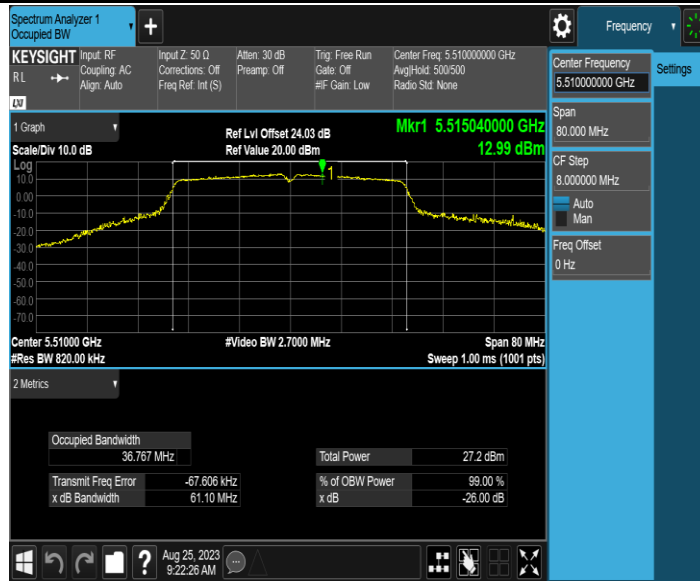 Spectrum Analyzer 1
Occupied BW
Frequency
KEYSIGHT
RL
LXI
Input: RF
Coupling: AC
Align: Auto
Input Z: 50 Ω
Corrections: Off
Freq Ref: Int (S)
Atten: 30 dB
Preamp: Off
Trig: Free Run
Gate: Off
#IF Gain: Low
Center Freq: 5.510000000 GHz
Avg|Hold: 500/500
Radio Std: None
Center Frequency
5.510000000 GHz
Settings
Span
80.000 MHz
CF Step
8.000000 MHz
Auto
Man
Freq Offset
0 Hz
1 Graph
Scale/Div 10.0 dB
Ref Lvl Offset 24.03 dB
Ref Value 20.00 dBm
Mkr1 5.515040000 GHz
12.99 dBm
Log
10.0
0.00
-10.0
-20.0
-30.0
-40.0
-50.0
-60.0
-70.0
1
Center 5.51000 GHz
#Video BW 2.7000 MHz
Span 80 MHz
#Res BW 820.00 kHz
Sweep 1.00 ms (1001 pts)
2 Metrics
Occupied Bandwidth
36.767 MHz
Total Power 27.2 dBm
Transmit Freq Error -67.606 kHz
% of OBW Power 99.00 %
x dB Bandwidth 61.10 MHz
x dB -26.00 dB
?
Aug 25, 2023
9:22:26 AM